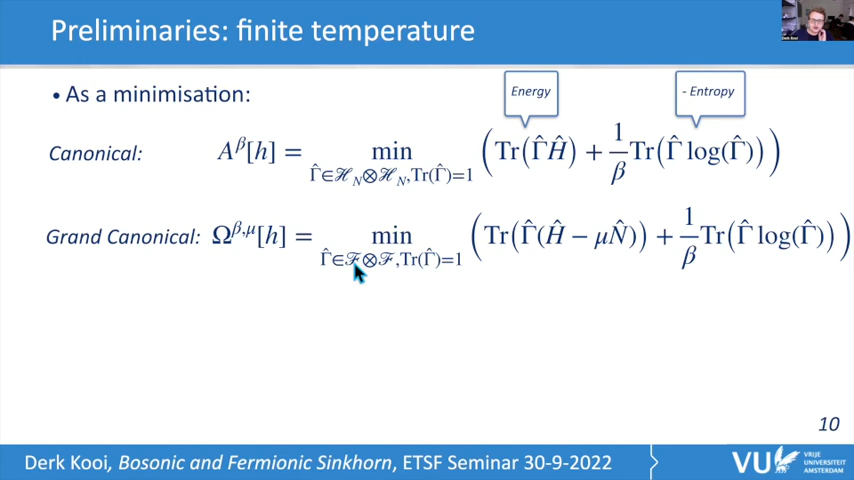 Preliminaries: finite temperature
• As a minimisation:
Energy
- Entropy
Canonical: A^β[h] = min_{Γ̂∈ℋ_N⊗ℋ_N,Tr(Γ̂)=1} (Tr(Γ̂Ĥ) + 1/β Tr(Γ̂ log(Γ̂)))
Grand Canonical: Ω^{β,μ}[h] = min_{Γ̂∈ℱ⊗ℱ,Tr(Γ̂)=1} (Tr(Γ̂(Ĥ − μN̂)) + 1/β Tr(Γ̂ log(Γ̂)))
10
Derk Kooi, Bosonic and Fermionic Sinkhorn, ETSF Seminar 30-9-2022
VU
VRIJE
UNIVERSITEIT
AMSTERDAM
Derk Kooi